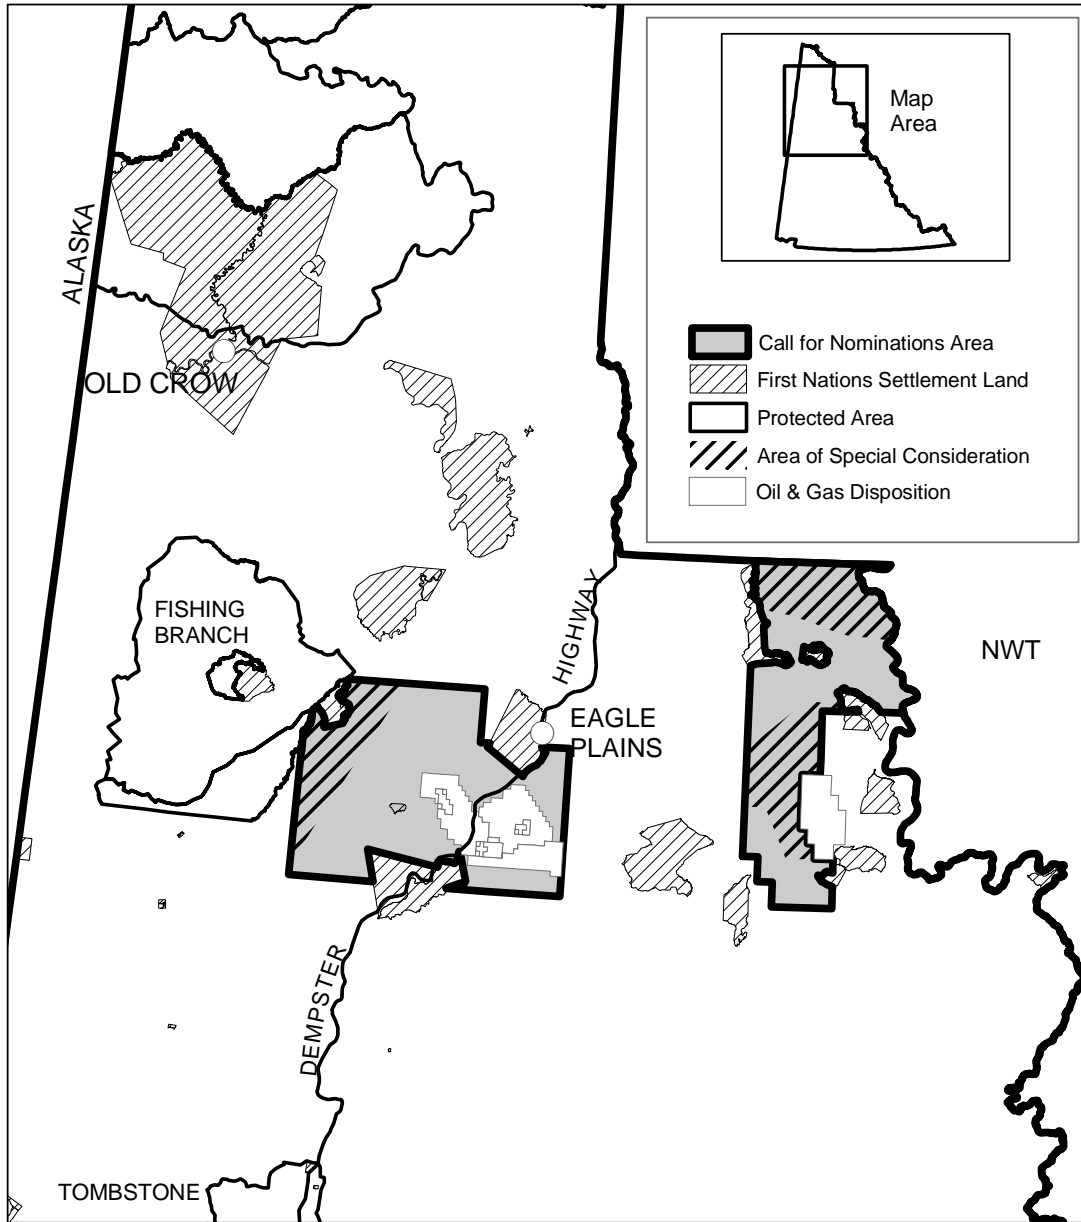 Map
Area
ALASKA
Call for Nominations Area
First Nations Settlement Land
Protected Area
Area of Special Consideration
Oil & Gas Disposition
OLD CROW
FISHING
BRANCH
HIGHWAY
NWT
EAGLE
PLAINS
DEMPSTER
TOMBSTONE